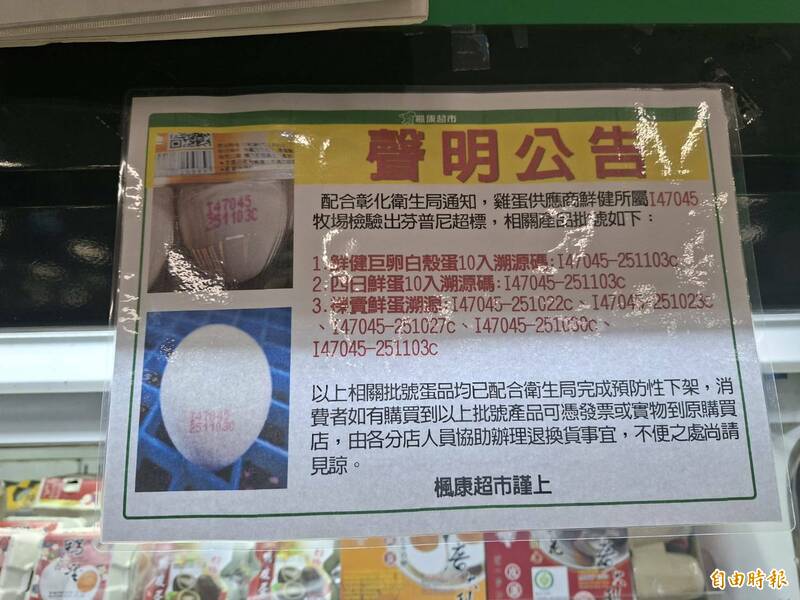 楓康超市
聲明公告
I47045
251103c
配合彰化衛生局通知，雞蛋供應商鮮健所屬I47045
牧場檢驗出芬普尼超標，相關產品批號如下：
1.鮮健巨卵白殼蛋10入溯源碼:I47045-251103c
2.四日鮮蛋10入溯源碼:I47045-251103c
3.裸賣鮮蛋溯源:I47045-251022c、I47045-251023c
、I47045-251027c、I47045-251030c、
I47045-251103c
I47045
251103c
以上相關批號蛋品均已配合衛生局完成預防性下架，消
費者如有購買到以上批號產品可憑發票或實物到原購買
店，由各分店人員協助辦理退換貨事宜，不便之處尚請
見諒。
楓康超市謹上
自由時報